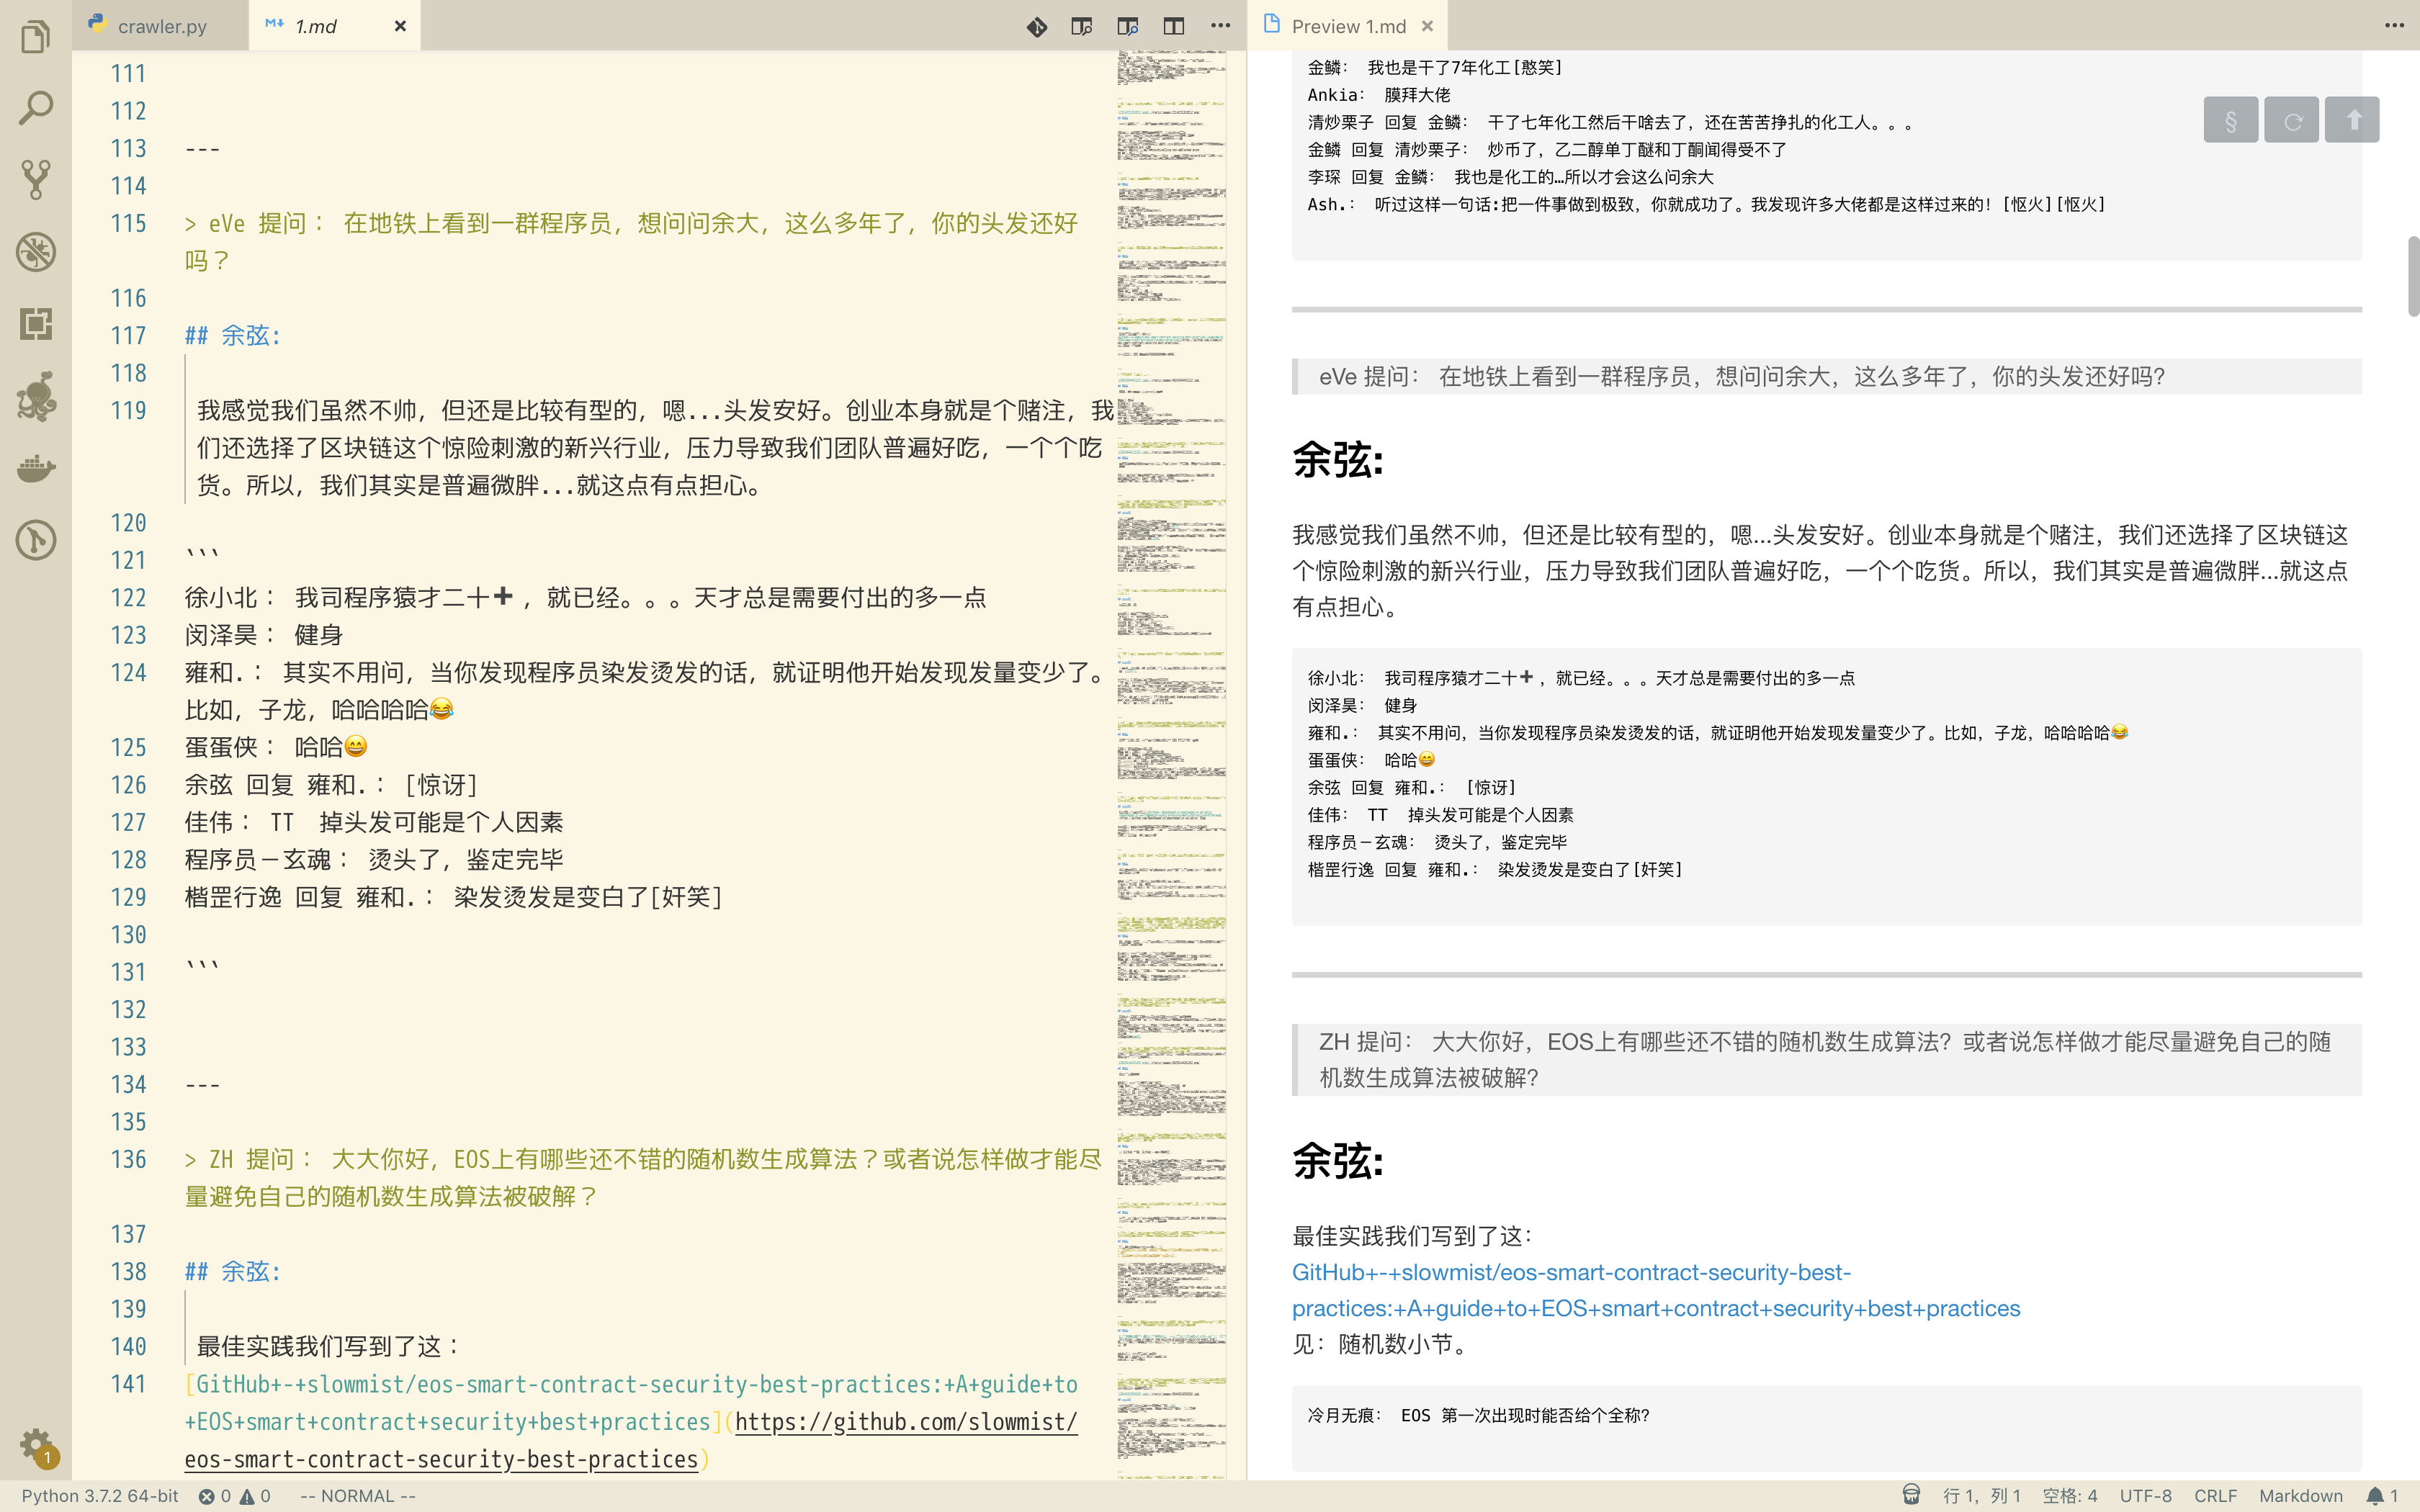 crawler.py
1.md
Preview 1.md
111
112
113 ---
114
115 > eVe 提问： 在地铁上看到一群程序员，想问问余大，这么多年了，你的头发还好
吗？
116
117 ## 余弦:
118
119 我感觉我们虽然不帅，但还是比较有型的，嗯...头发安好。创业本身就是个赌注，我
们还选择了区块链这个惊险刺激的新兴行业，压力导致我们团队普遍好吃，一个个吃
货。所以，我们其实是普遍微胖...就这点有点担心。
120
121 ```
122 徐小北： 我司程序猿才二十➕，就已经。。。天才总是需要付出的多一点
123 闵泽昊： 健身
124 雍和.： 其实不用问，当你发现程序员染发烫发的话，就证明他开始发现发量变少了。
比如，子龙，哈哈哈哈😂
125 蛋蛋侠： 哈哈😄
126 余弦 回复 雍和.： [惊讶]
127 佳伟： TT  掉头发可能是个人因素
128 程序员－玄魂： 烫头了，鉴定完毕
129 楷罡行逸 回复 雍和.： 染发烫发是变白了[奸笑]
130
131 ```
132
133
134 ---
135
136 > ZH 提问： 大大你好，EOS上有哪些还不错的随机数生成算法？或者说怎样做才能尽
量避免自己的随机数生成算法被破解？
137
138 ## 余弦:
139
140 最佳实践我们写到了这：
141 [GitHub+-+slowmist/eos-smart-contract-security-best-practices:+A+guide+to
+EOS+smart+contract+security+best+practices](https://github.com/slowmist/
eos-smart-contract-security-best-practices)
金鳞： 我也是干了7年化工[憨笑]
Ankia： 膜拜大佬
清炒栗子 回复 金鳞： 干了七年化工然后干啥去了，还在苦苦挣扎的化工人。。。
金鳞 回复 清炒栗子： 炒币了，乙二醇单丁醚和丁酮闻得受不了
李琛 回复 金鳞： 我也是化工的…所以才会这么问余大
Ash.： 听过这样一句话:把一件事做到极致，你就成功了。我发现许多大佬都是这样过来的！[怄火][怄火]
§
eVe 提问： 在地铁上看到一群程序员，想问问余大，这么多年了，你的头发还好吗？
余弦:
我感觉我们虽然不帅，但还是比较有型的，嗯...头发安好。创业本身就是个赌注，我们还选择了区块链这
个惊险刺激的新兴行业，压力导致我们团队普遍好吃，一个个吃货。所以，我们其实是普遍微胖...就这点
有点担心。
徐小北： 我司程序猿才二十➕，就已经。。。天才总是需要付出的多一点
闵泽昊： 健身
雍和.： 其实不用问，当你发现程序员染发烫发的话，就证明他开始发现发量变少了。比如，子龙，哈哈哈哈😂
蛋蛋侠： 哈哈😄
余弦 回复 雍和.： [惊讶]
佳伟： TT  掉头发可能是个人因素
程序员－玄魂： 烫头了，鉴定完毕
楷罡行逸 回复 雍和.： 染发烫发是变白了[奸笑]
ZH 提问： 大大你好，EOS上有哪些还不错的随机数生成算法？或者说怎样做才能尽量避免自己的随
机数生成算法被破解？
余弦:
最佳实践我们写到了这：
GitHub+-+slowmist/eos-smart-contract-security-best-
practices:+A+guide+to+EOS+smart+contract+security+best+practices
见：随机数小节。
冷月无痕： EOS 第一次出现时能否给个全称？
1
Python 3.7.2 64-bit 0 0 -- NORMAL -- 行 1，列 1 空格: 4 UTF-8 CRLF Markdown 1